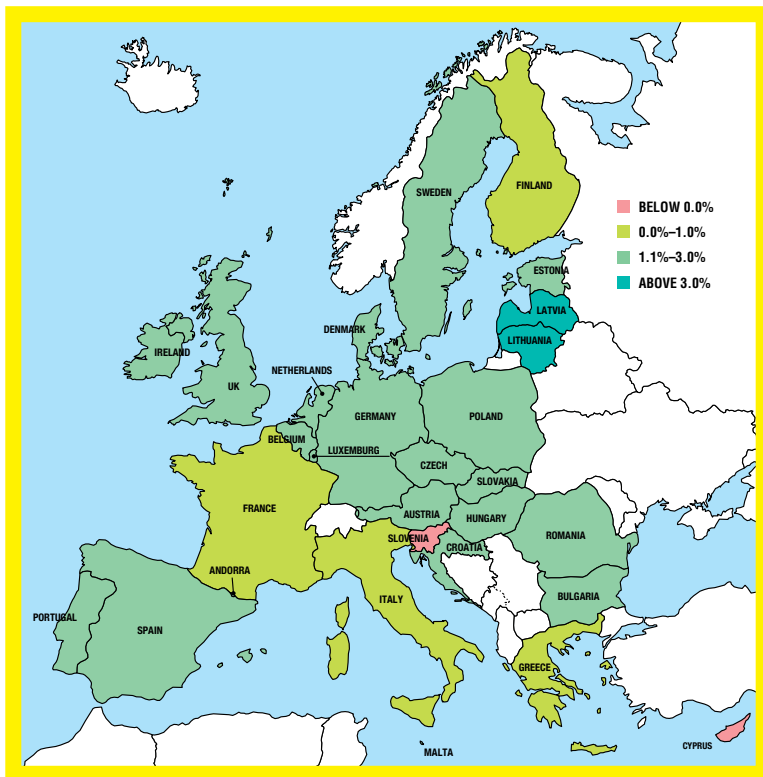 SWEDEN
FINLAND
BELOW 0.0%
0.0%–1.0%
1.1%–3.0%
ABOVE 3.0%
ESTONIA
LATVIA
LITHUANIA
DENMARK
IRELAND
UK
NETHERLANDS
GERMANY
POLAND
BELGIUM
LUXEMBURG
CZECH
SLOVAKIA
FRANCE
AUSTRIA
HUNGARY
SLOVENIA
CROATIA
ROMANIA
ANDORRA
ITALY
BULGARIA
PORTUGAL
SPAIN
GREECE
MALTA
CYPRUS